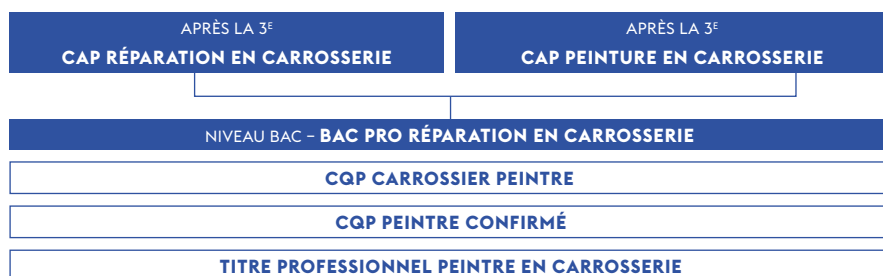 APRÈS LA 3ᴱ
CAP RÉPARATION EN CARROSSERIE
APRÈS LA 3ᴱ
CAP PEINTURE EN CARROSSERIE
NIVEAU BAC – BAC PRO RÉPARATION EN CARROSSERIE
CQP CARROSSIER PEINTRE
CQP PEINTRE CONFIRMÉ
TITRE PROFESSIONNEL PEINTRE EN CARROSSERIE